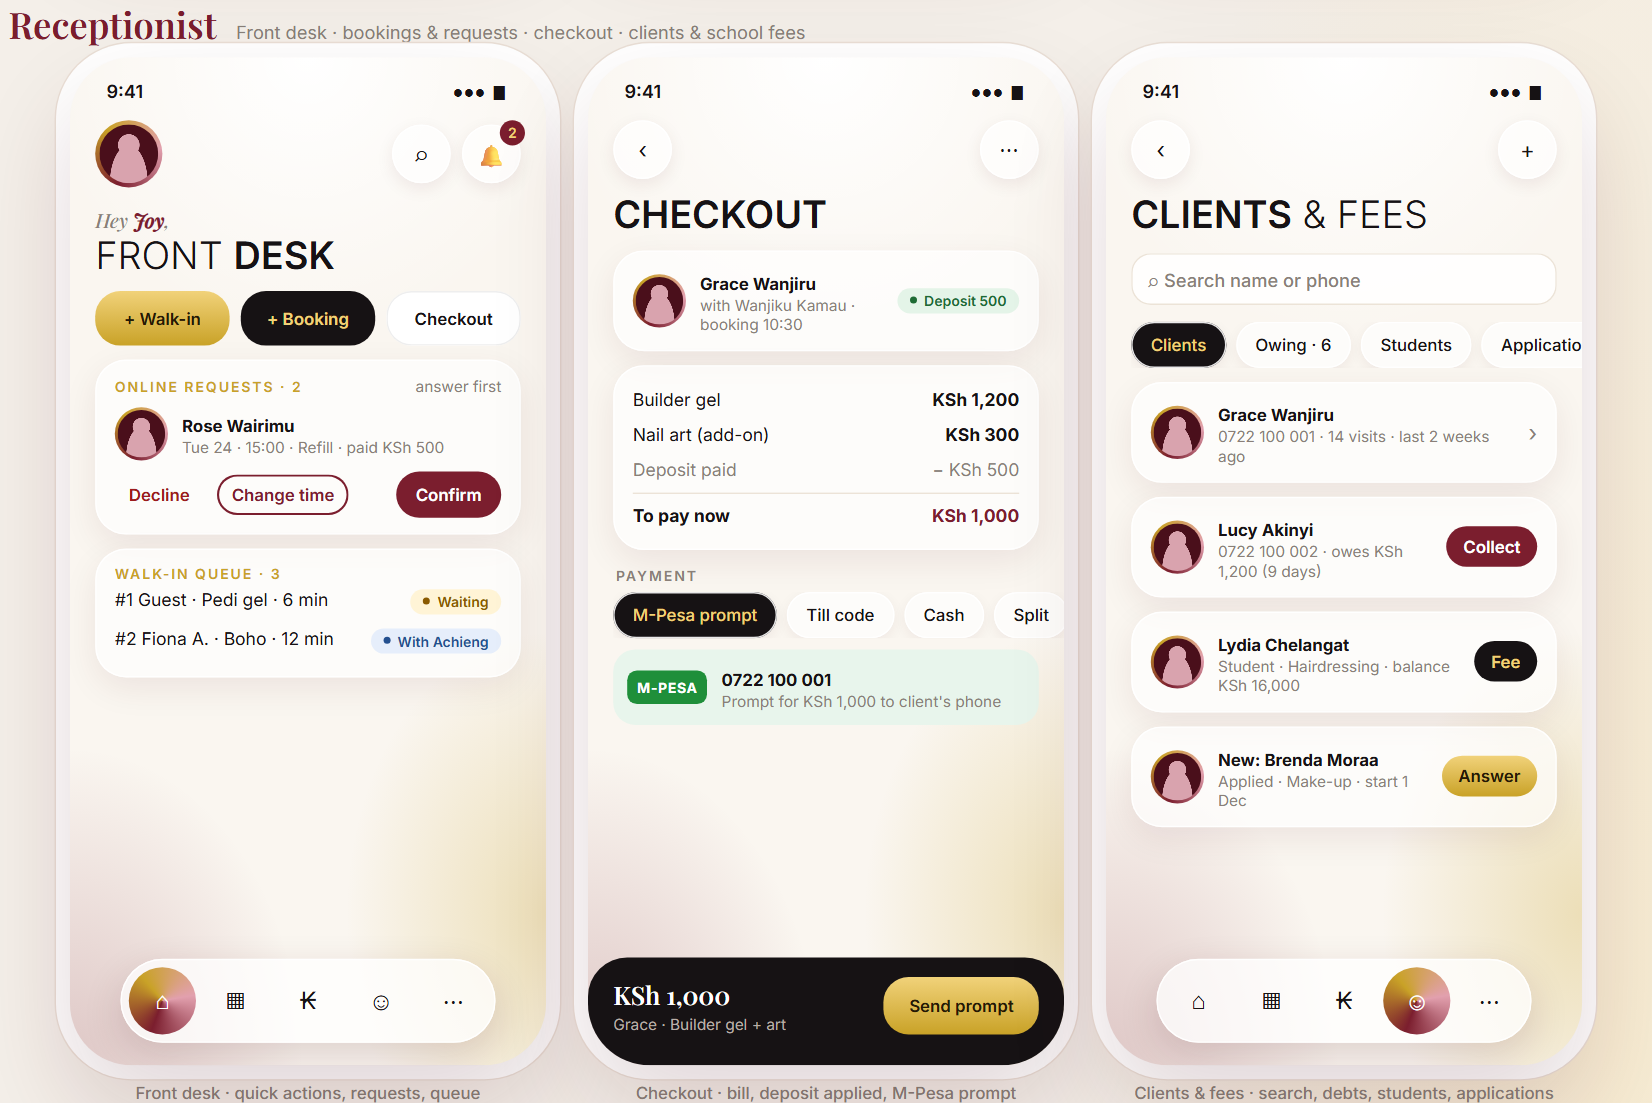 Receptionist
Front desk · bookings & requests · checkout · clients & school fees
9:41
2
Hey Joy,
FRONT DESK
+ Walk-in
+ Booking
Checkout
ONLINE REQUESTS · 2
answer first
Rose Wairimu
Tue 24 · 15:00 · Refill · paid KSh 500
Decline
Change time
Confirm
WALK-IN QUEUE · 3
#1 Guest · Pedi gel · 6 min
Waiting
#2 Fiona A. · Boho · 12 min
With Achieng
Front desk · quick actions, requests, queue
9:41
CHECKOUT
Grace Wanjiru
with Wanjiku Kamau ·
booking 10:30
Deposit 500
Builder gel
KSh 1,200
Nail art (add-on)
KSh 300
Deposit paid
− KSh 500
To pay now
KSh 1,000
PAYMENT
M-Pesa prompt
Till code
Cash
Split
M-PESA
0722 100 001
Prompt for KSh 1,000 to client's phone
KSh 1,000
Grace · Builder gel + art
Send prompt
Checkout · bill, deposit applied, M-Pesa prompt
9:41
+
CLIENTS & FEES
Search name or phone
Clients
Owing · 6
Students
Applicatio
Grace Wanjiru
0722 100 001 · 14 visits · last 2 weeks
ago
Lucy Akinyi
0722 100 002 · owes KSh
1,200 (9 days)
Collect
Lydia Chelangat
Student · Hairdressing · balance
KSh 16,000
Fee
New: Brenda Moraa
Applied · Make-up · start 1
Dec
Answer
Clients & fees · search, debts, students, applications